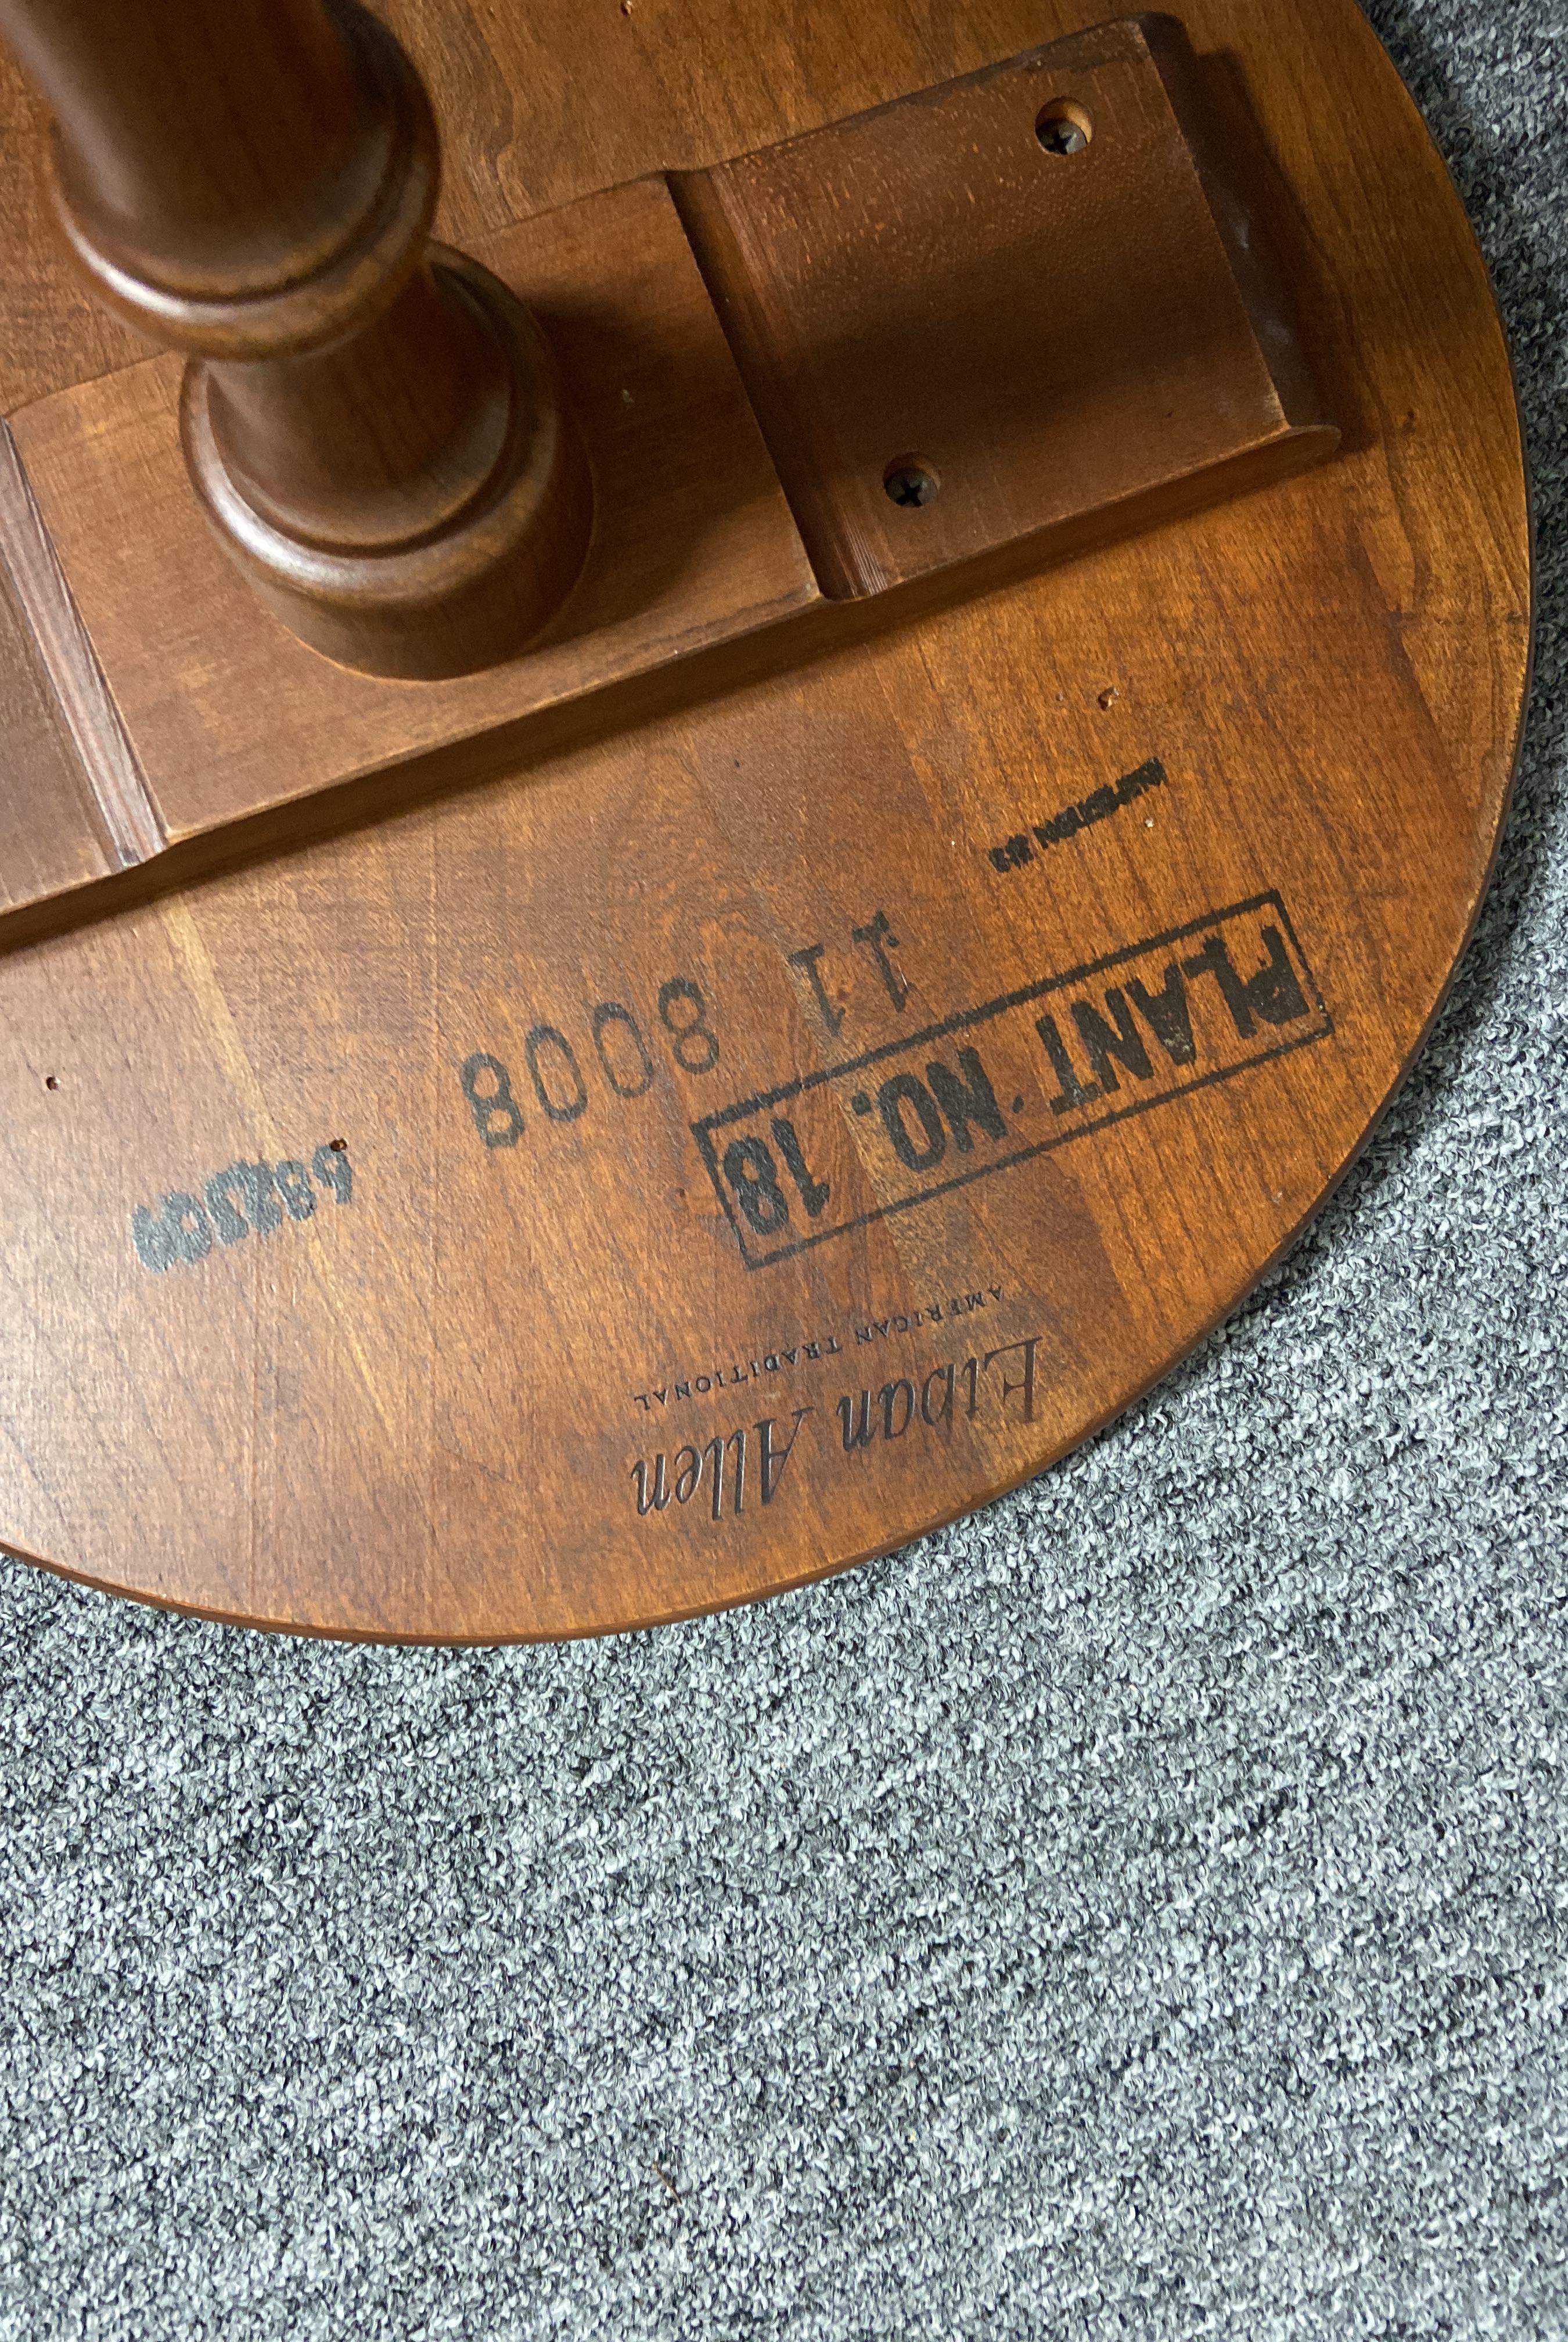 Ethan Allen
AMERICAN TRADITIONAL
PLANT NO. 18
11 8008